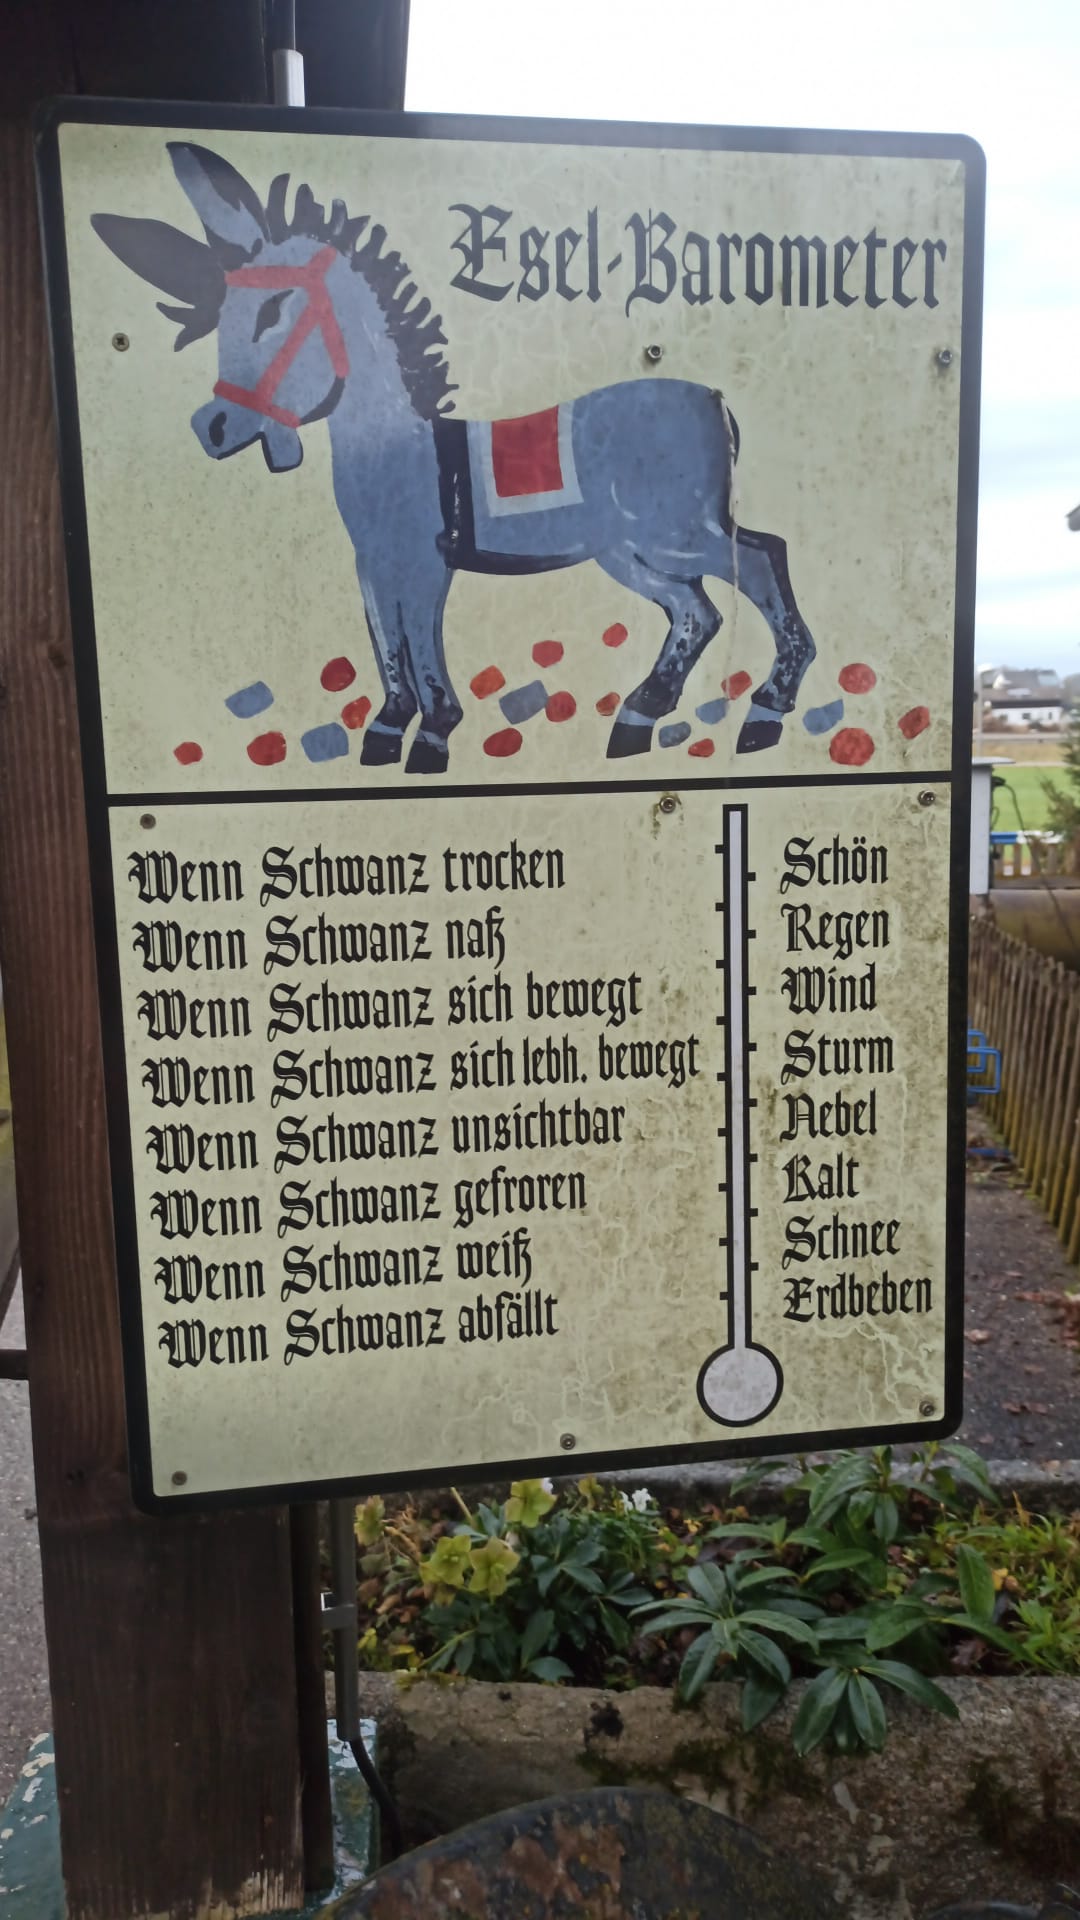 Esel-Barometer
Wenn Schwanz trocken Schön
Wenn Schwanz naß Regen
Wenn Schwanz sich bewegt Wind
Wenn Schwanz sich lebh. bewegt Sturm
Wenn Schwanz unsichtbar Nebel
Wenn Schwanz gefroren Kalt
Wenn Schwanz weiß Schnee
Wenn Schwanz abfällt Erdbeben